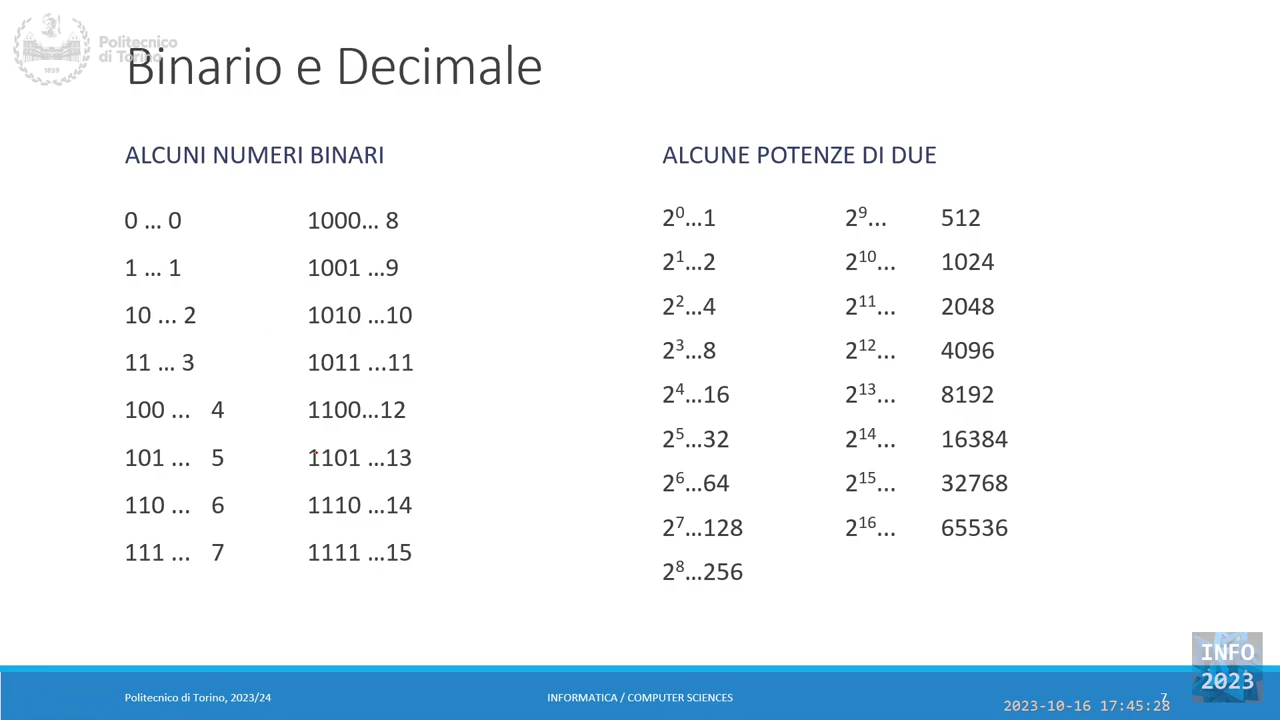 Politecnico
di Torino
Binario e Decimale
ALCUNI NUMERI BINARI
0 ... 0
1 ... 1
10 ... 2
11 ... 3
100 ... 4
101 ... 5
110 ... 6
111 ... 7
1000... 8
1001 ...9
1010 ...10
1011 ...11
1100...12
1101 ...13
1110 ...14
1111 ...15
ALCUNE POTENZE DI DUE
2⁰...1
2¹...2
2²...4
2³...8
2⁴...16
2⁵...32
2⁶...64
2⁷...128
2⁸...256
2⁹... 512
2¹⁰... 1024
2¹¹... 2048
2¹²... 4096
2¹³... 8192
2¹⁴... 16384
2¹⁵... 32768
2¹⁶... 65536
INFO
2023
Politecnico di Torino, 2023/24
INFORMATICA / COMPUTER SCIENCES
7
2023-10-16 17:45:28
1859